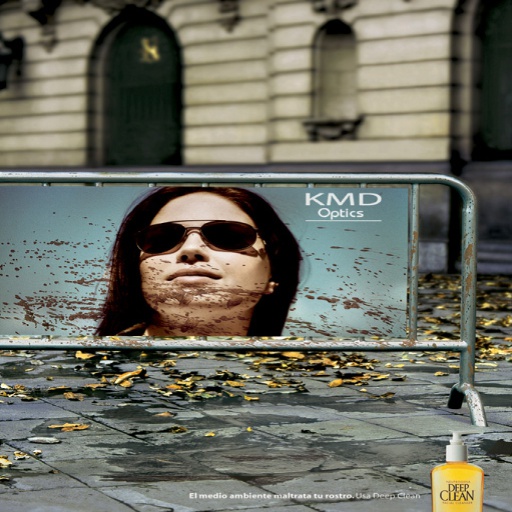 KMD
Optics
El medio ambiente maltrata tu rostro. Usa Deep Clean
DEEP
CLEAN